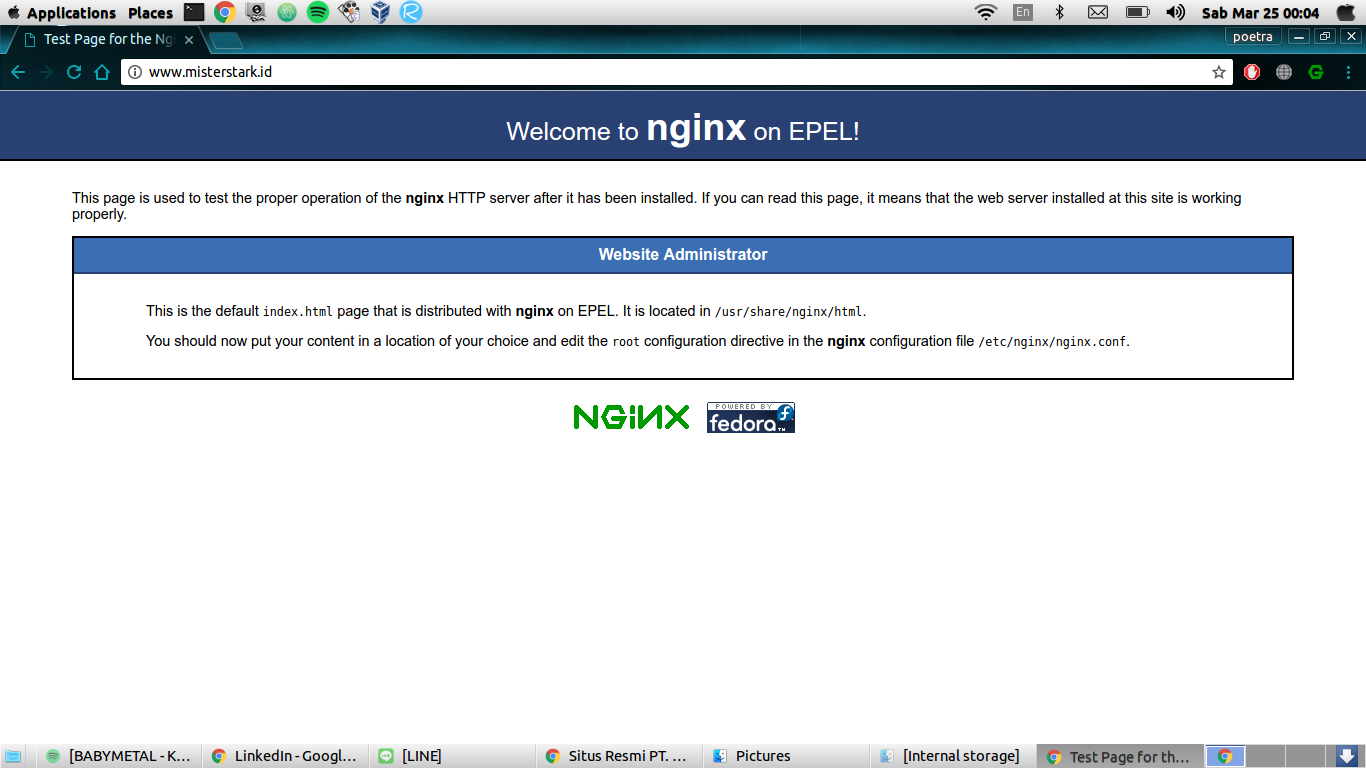 Applications Places En Sab Mar 25 00:04
Test Page for the Ngi
poetra
www.misterstark.id
Welcome to nginx on EPEL!
This page is used to test the proper operation of the nginx HTTP server after it has been installed. If you can read this page, it means that the web server installed at this site is working
properly.
Website Administrator
This is the default index.html page that is distributed with nginx on EPEL. It is located in /usr/share/nginx/html.
You should now put your content in a location of your choice and edit the root configuration directive in the nginx configuration file /etc/nginx/nginx.conf.
NGINX
POWERED BY
fedora™
[BABYMETAL - K... LinkedIn - Googl... [LINE] Situs Resmi PT. ... Pictures [Internal storage] Test Page for th...